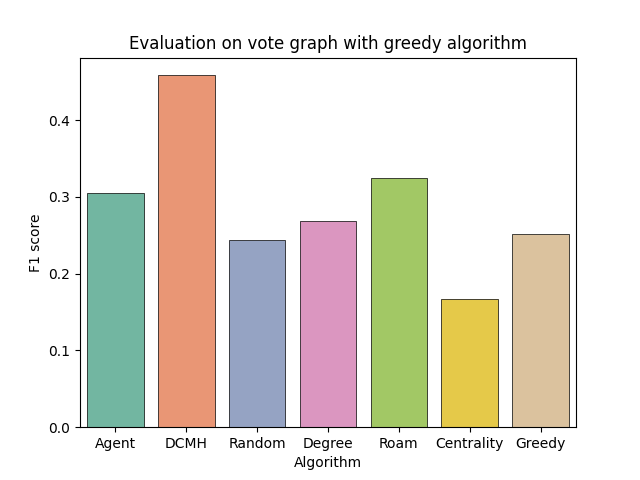 Evaluation on vote graph with greedy algorithm
F1 score
0.4
0.3
0.2
0.1
0.0
Agent DCMH Random Degree Roam Centrality Greedy
Algorithm